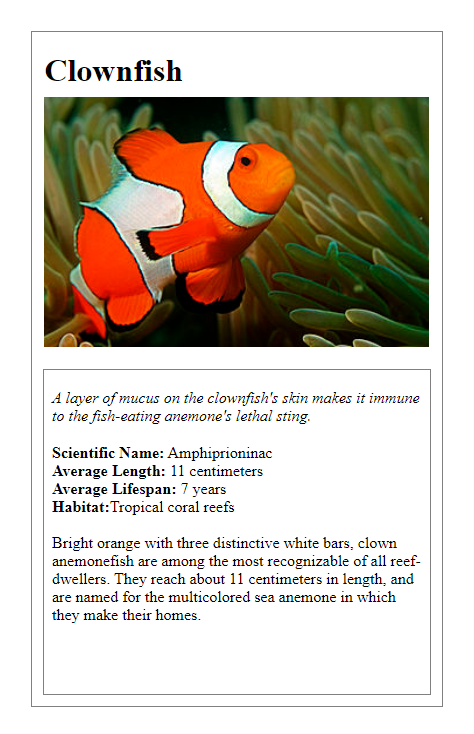 Clownfish
A layer of mucus on the clownfish's skin makes it immune
to the fish-eating anemone's lethal sting.
Scientific Name: Amphiprioninac
Average Length: 11 centimeters
Average Lifespan: 7 years
Habitat:Tropical coral reefs
Bright orange with three distinctive white bars, clown
anemonefish are among the most recognizable of all reef-
dwellers. They reach about 11 centimeters in length, and
are named for the multicolored sea anemone in which
they make their homes.